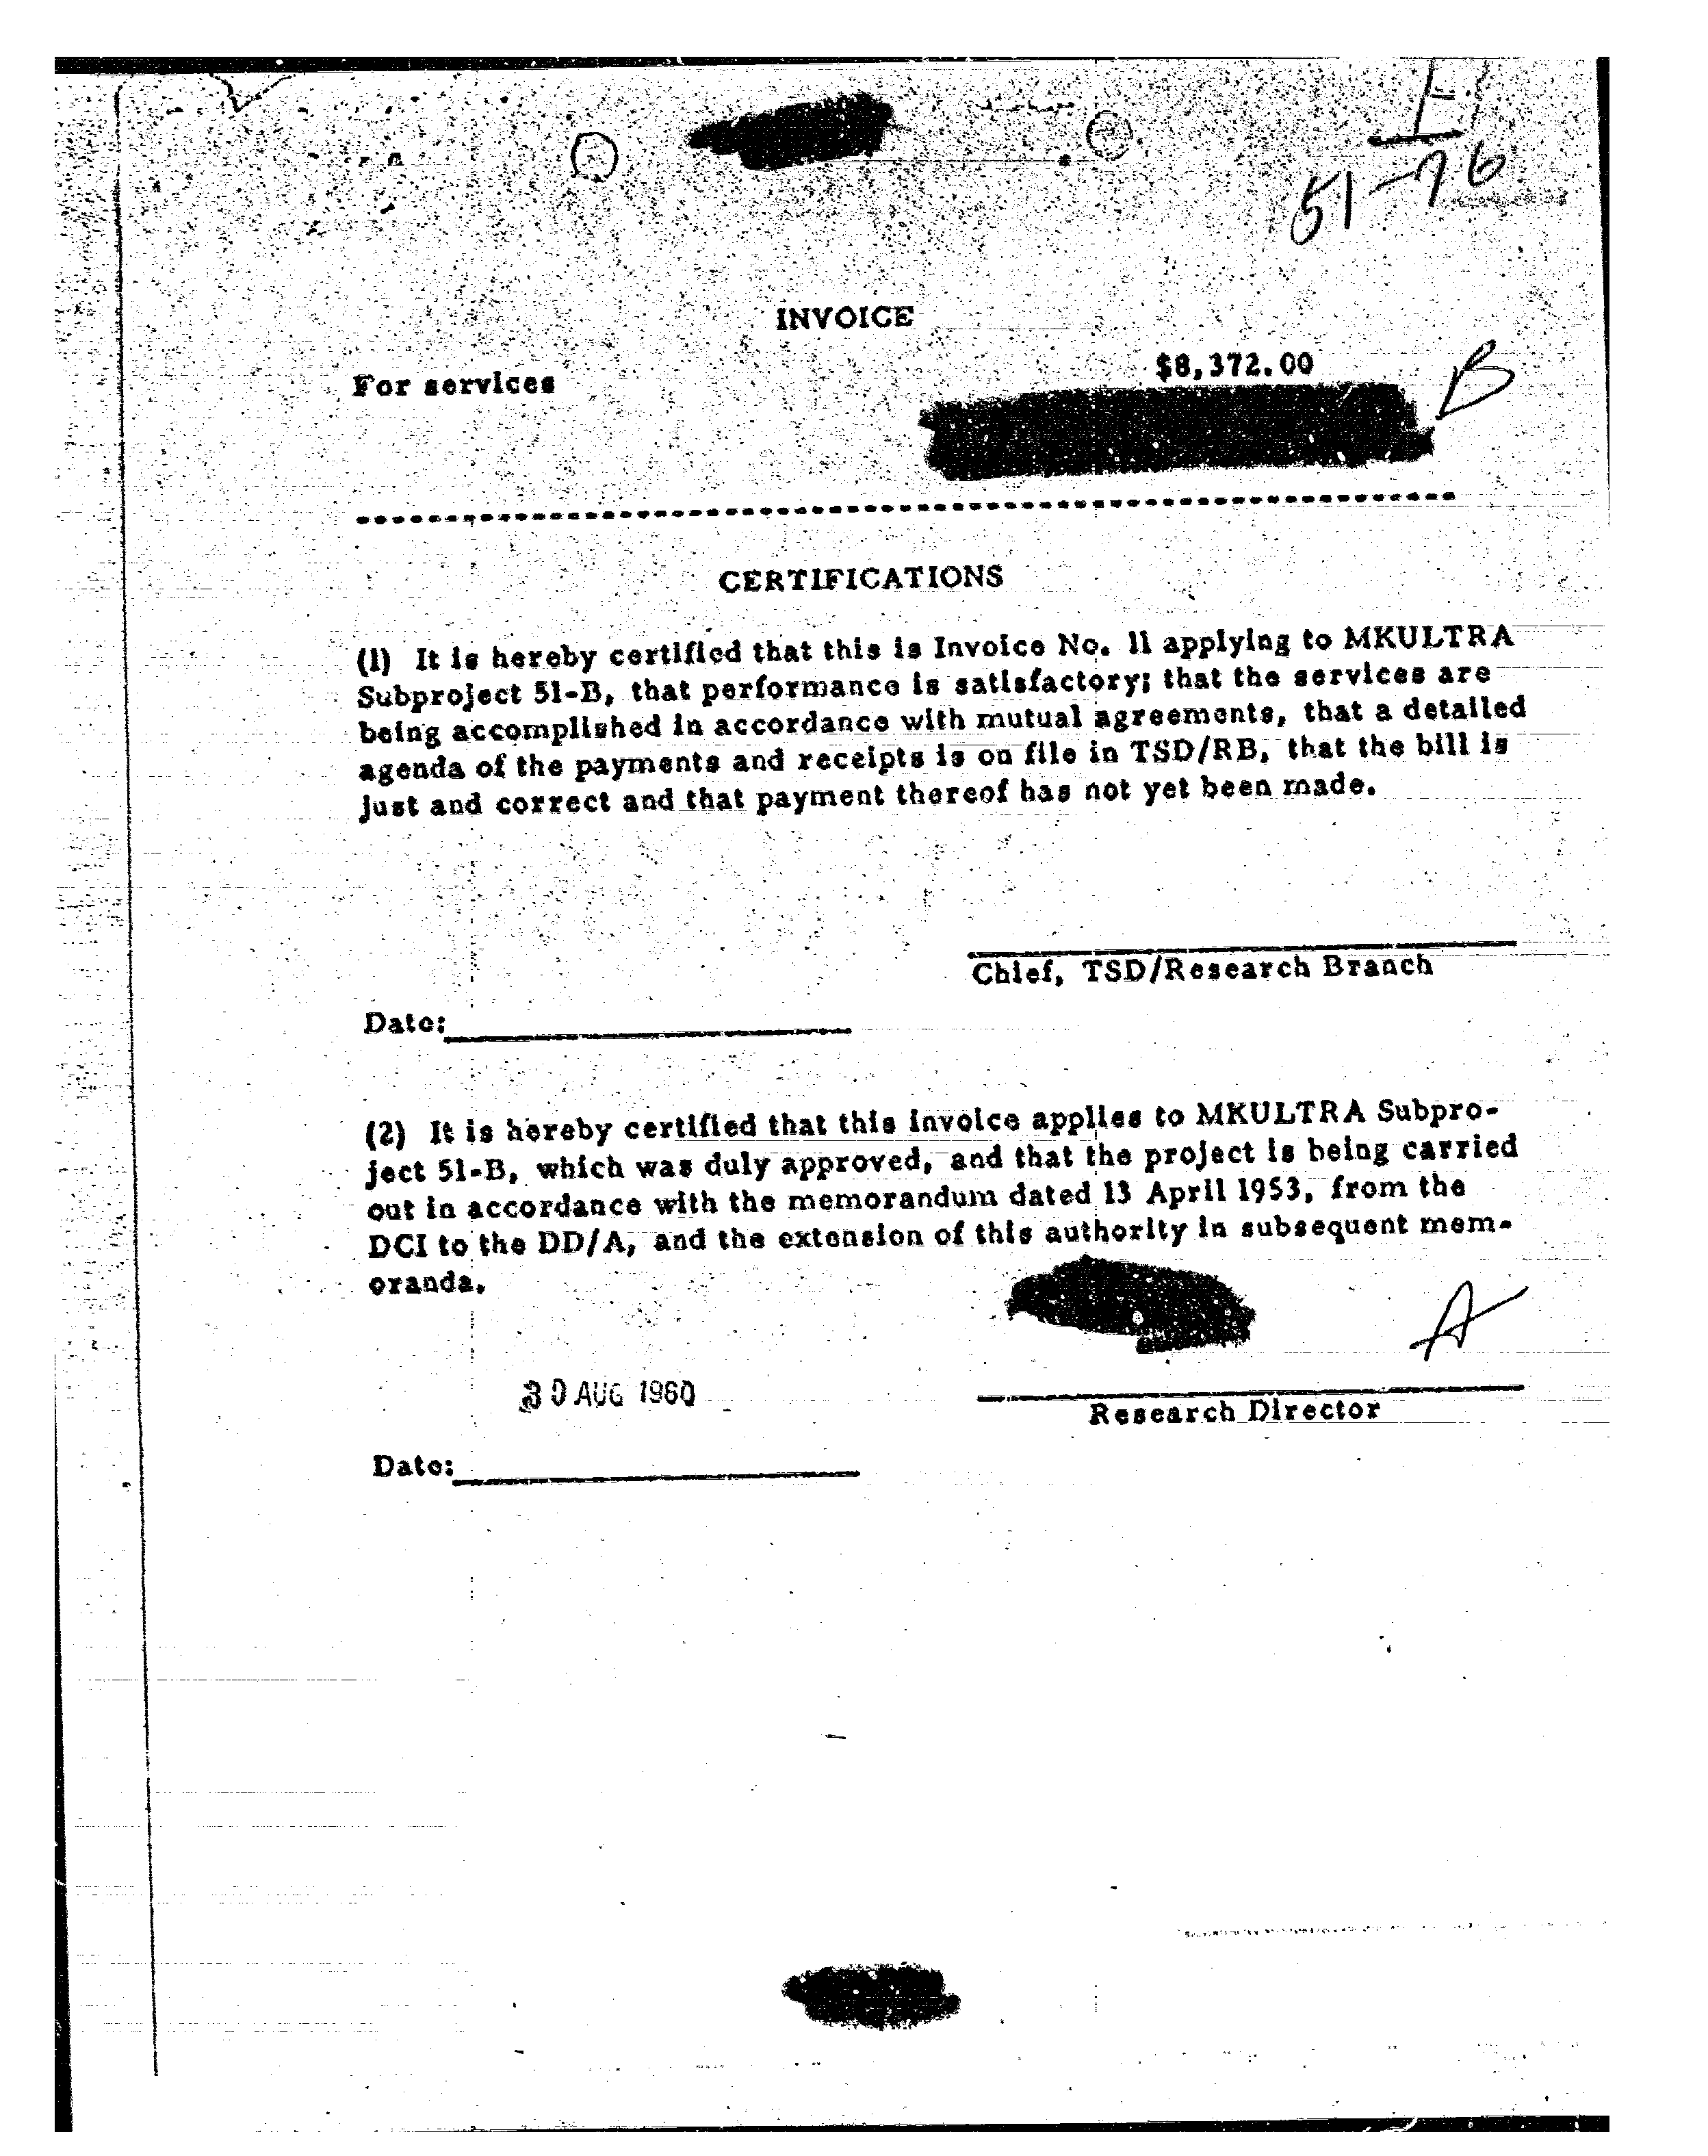 51-76
INVOICE
$8,372.00
For services
B
CERTIFICATIONS
(1) It is hereby certified that this is Invoice No. 11 applying to MKULTRA
Subproject 51-B, that performance is satisfactory; that the services are
being accomplished in accordance with mutual agreements, that a detailed
agenda of the payments and receipts is on file in TSD/RB, that the bill is
just and correct and that payment thereof has not yet been made.
Chief, TSD/Research Branch
Date:
(2) It is hereby certified that this invoice applies to MKULTRA Subpro-
ject 51-B, which was duly approved, and that the project is being carried
out in accordance with the memorandum dated 13 April 1953, from the
DCI to the DD/A, and the extension of this authority in subsequent mem-
oranda.
A
30 AUG 1960
Research Director
Date: